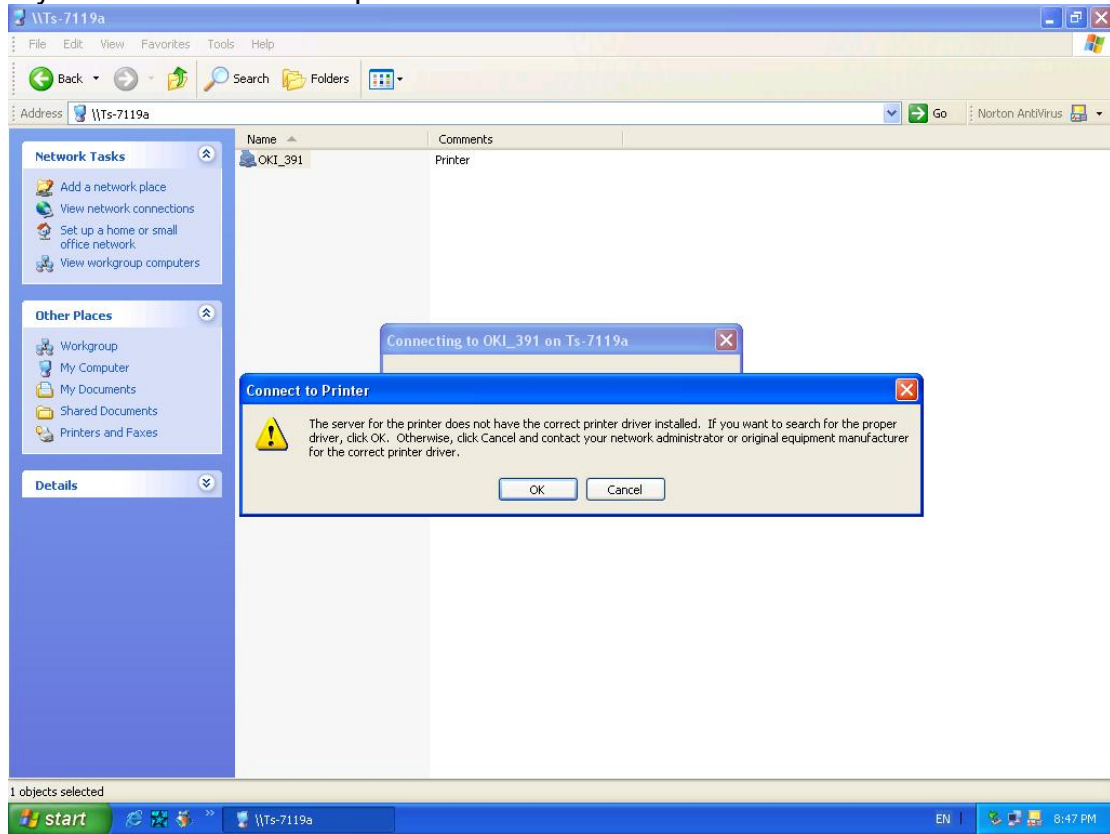 \\Ts-7119a
File Edit View Favorites Tools Help
Back Search Folders
Address \\Ts-7119a Go Norton AntiVirus
Name Comments
Network Tasks
OKI_391 Printer
Add a network place
View network connections
Set up a home or small
office network
View workgroup computers
Other Places
Workgroup
My Computer
My Documents
Shared Documents
Printers and Faxes
Details
Connecting to OKI_391 on Ts-7119a
Connect to Printer
The server for the printer does not have the correct printer driver installed. If you want to search for the proper
driver, click OK. Otherwise, click Cancel and contact your network administrator or original equipment manufacturer
for the correct printer driver.
OK Cancel
1 objects selected
start \\Ts-7119a EN 8:47 PM